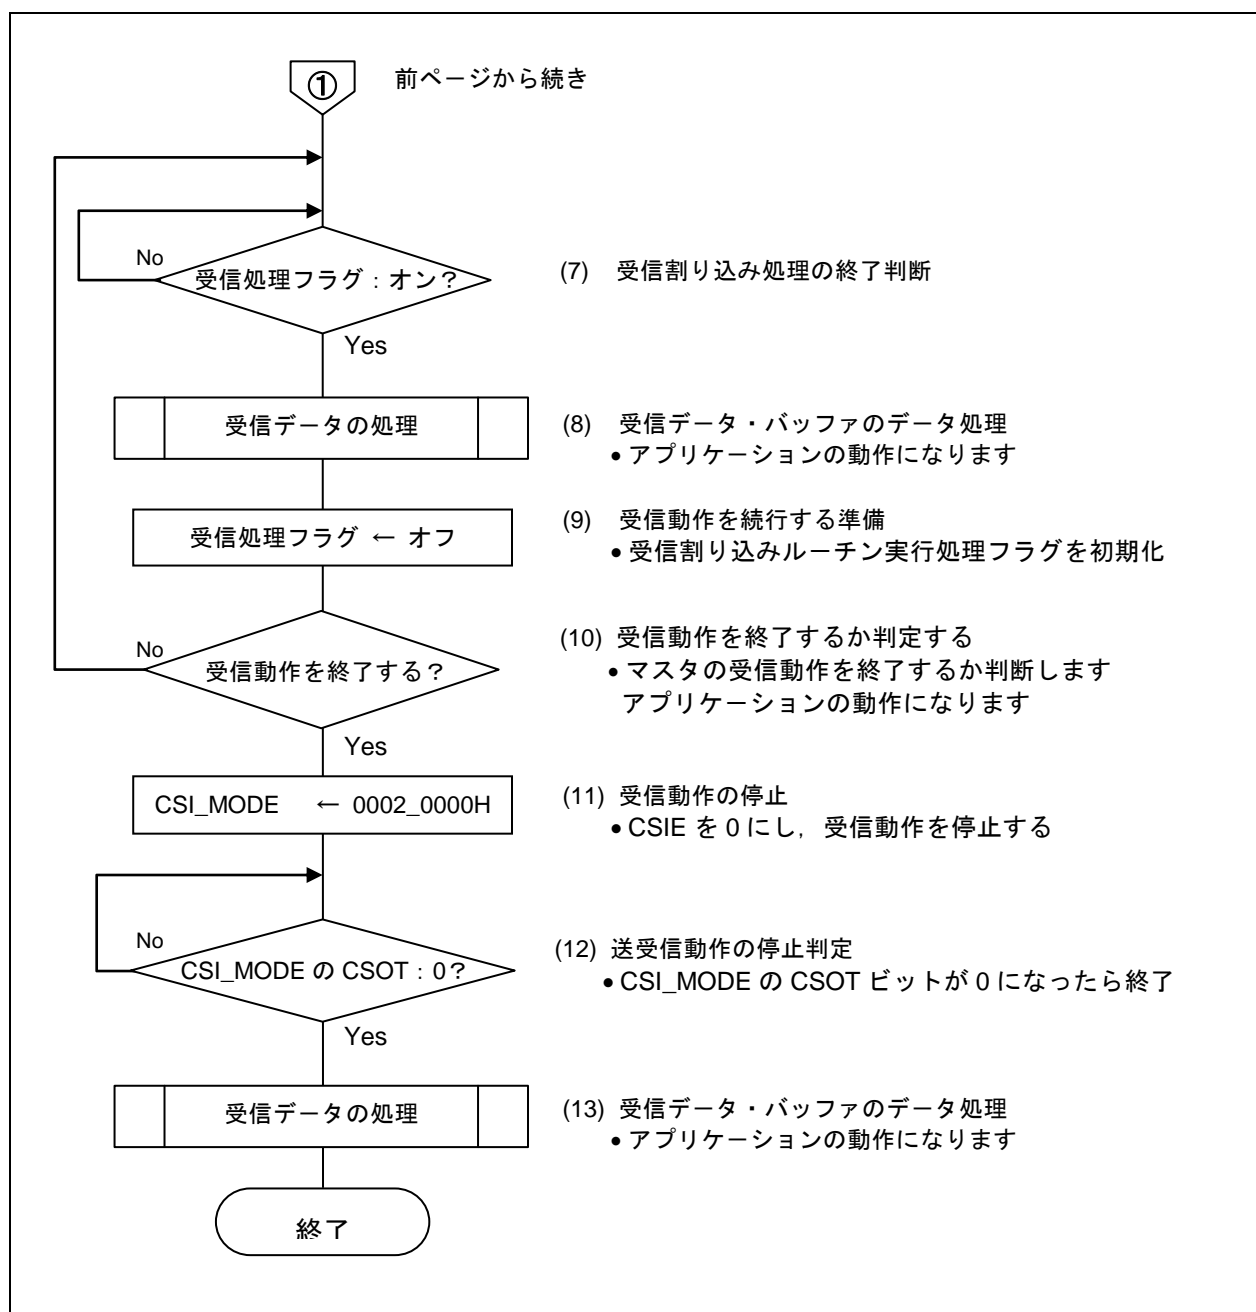 ① 前ページから続き
No
受信処理フラグ：オン？
(7) 受信割り込み処理の終了判断
Yes
受信データの処理
(8) 受信データ・バッファのデータ処理
• アプリケーションの動作になります
受信処理フラグ ← オフ
(9) 受信動作を続行する準備
• 受信割り込みルーチン実行処理フラグを初期化
No
受信動作を終了する？
(10) 受信動作を終了するか判定する
• マスタの受信動作を終了するか判断します
アプリケーションの動作になります
Yes
CSI_MODE ← 0002_0000H
(11) 受信動作の停止
• CSIE を 0 にし，受信動作を停止する
No
CSI_MODE の CSOT：0？
(12) 送受信動作の停止判定
• CSI_MODE の CSOT ビットが 0 になったら終了
Yes
受信データの処理
(13) 受信データ・バッファのデータ処理
• アプリケーションの動作になります
終了